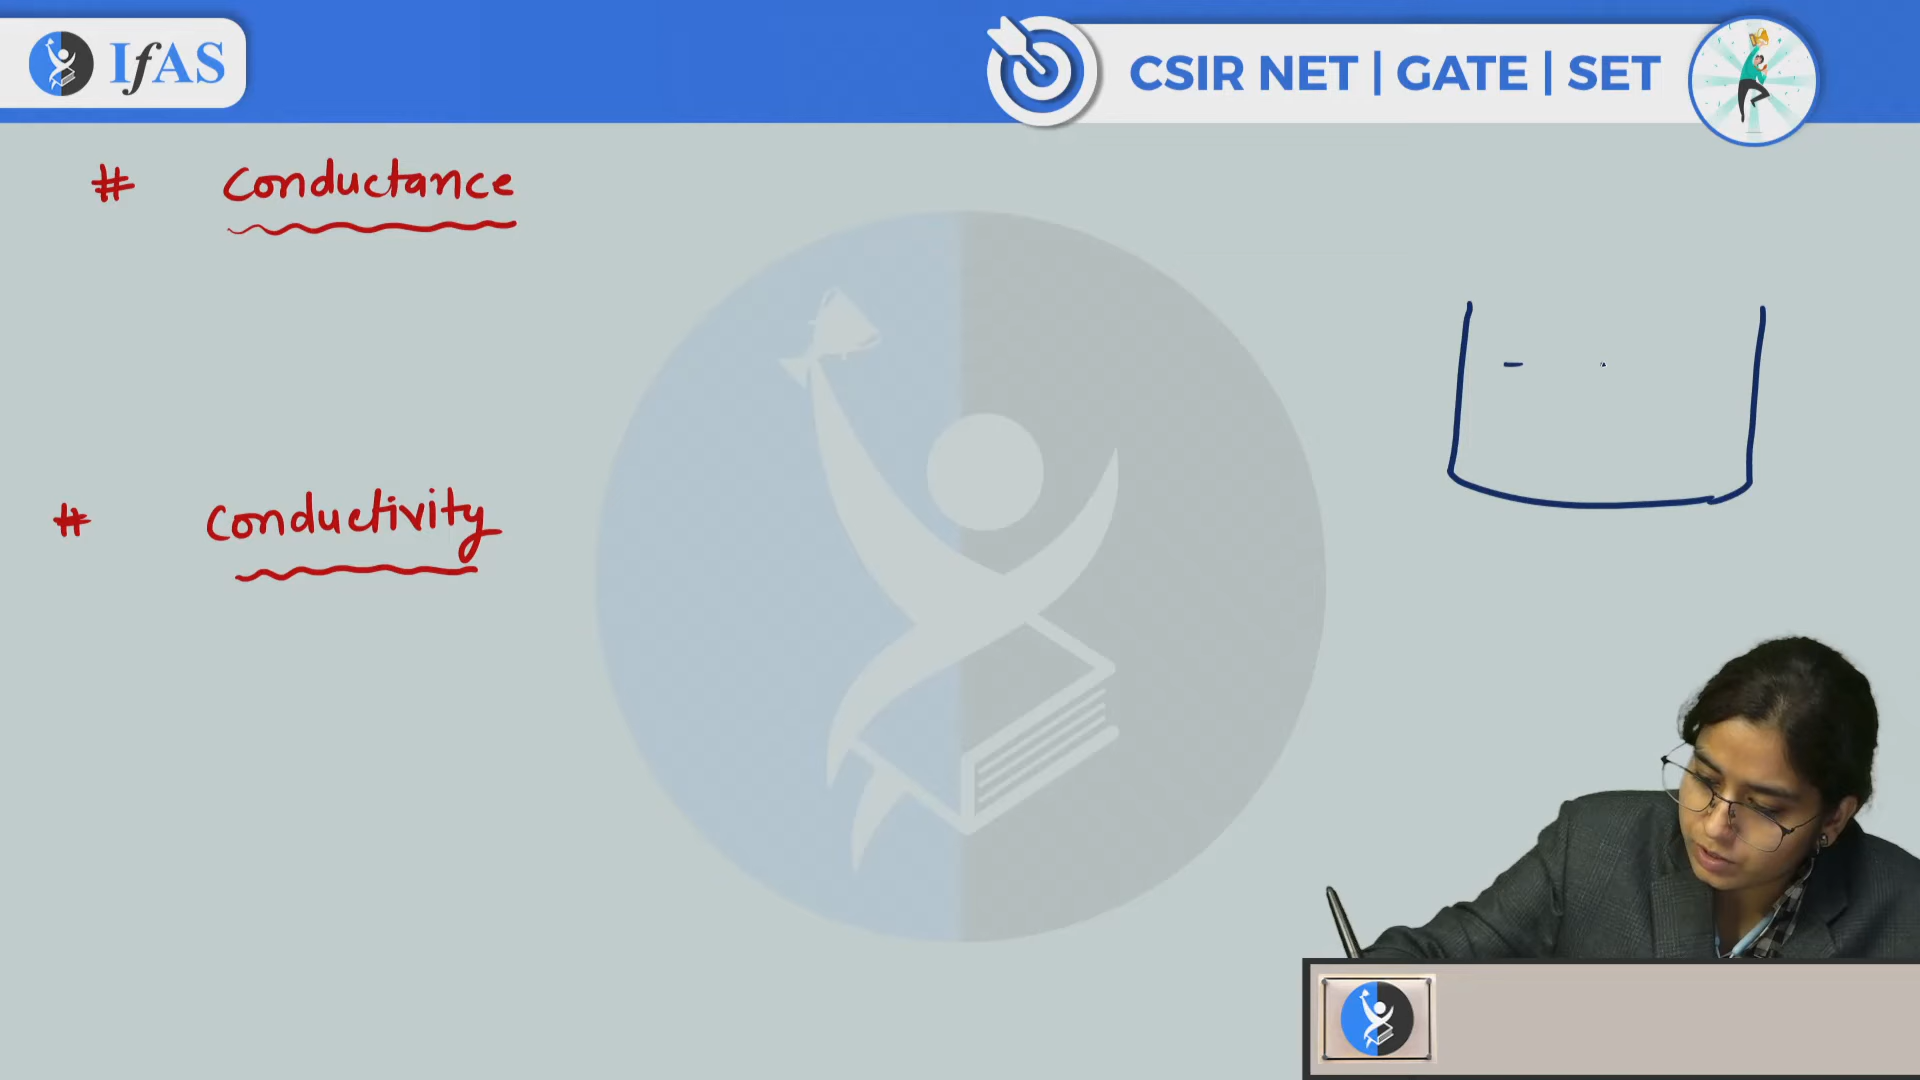 IfAS
CSIR NET | GATE | SET
# Conductance
# Conductivity